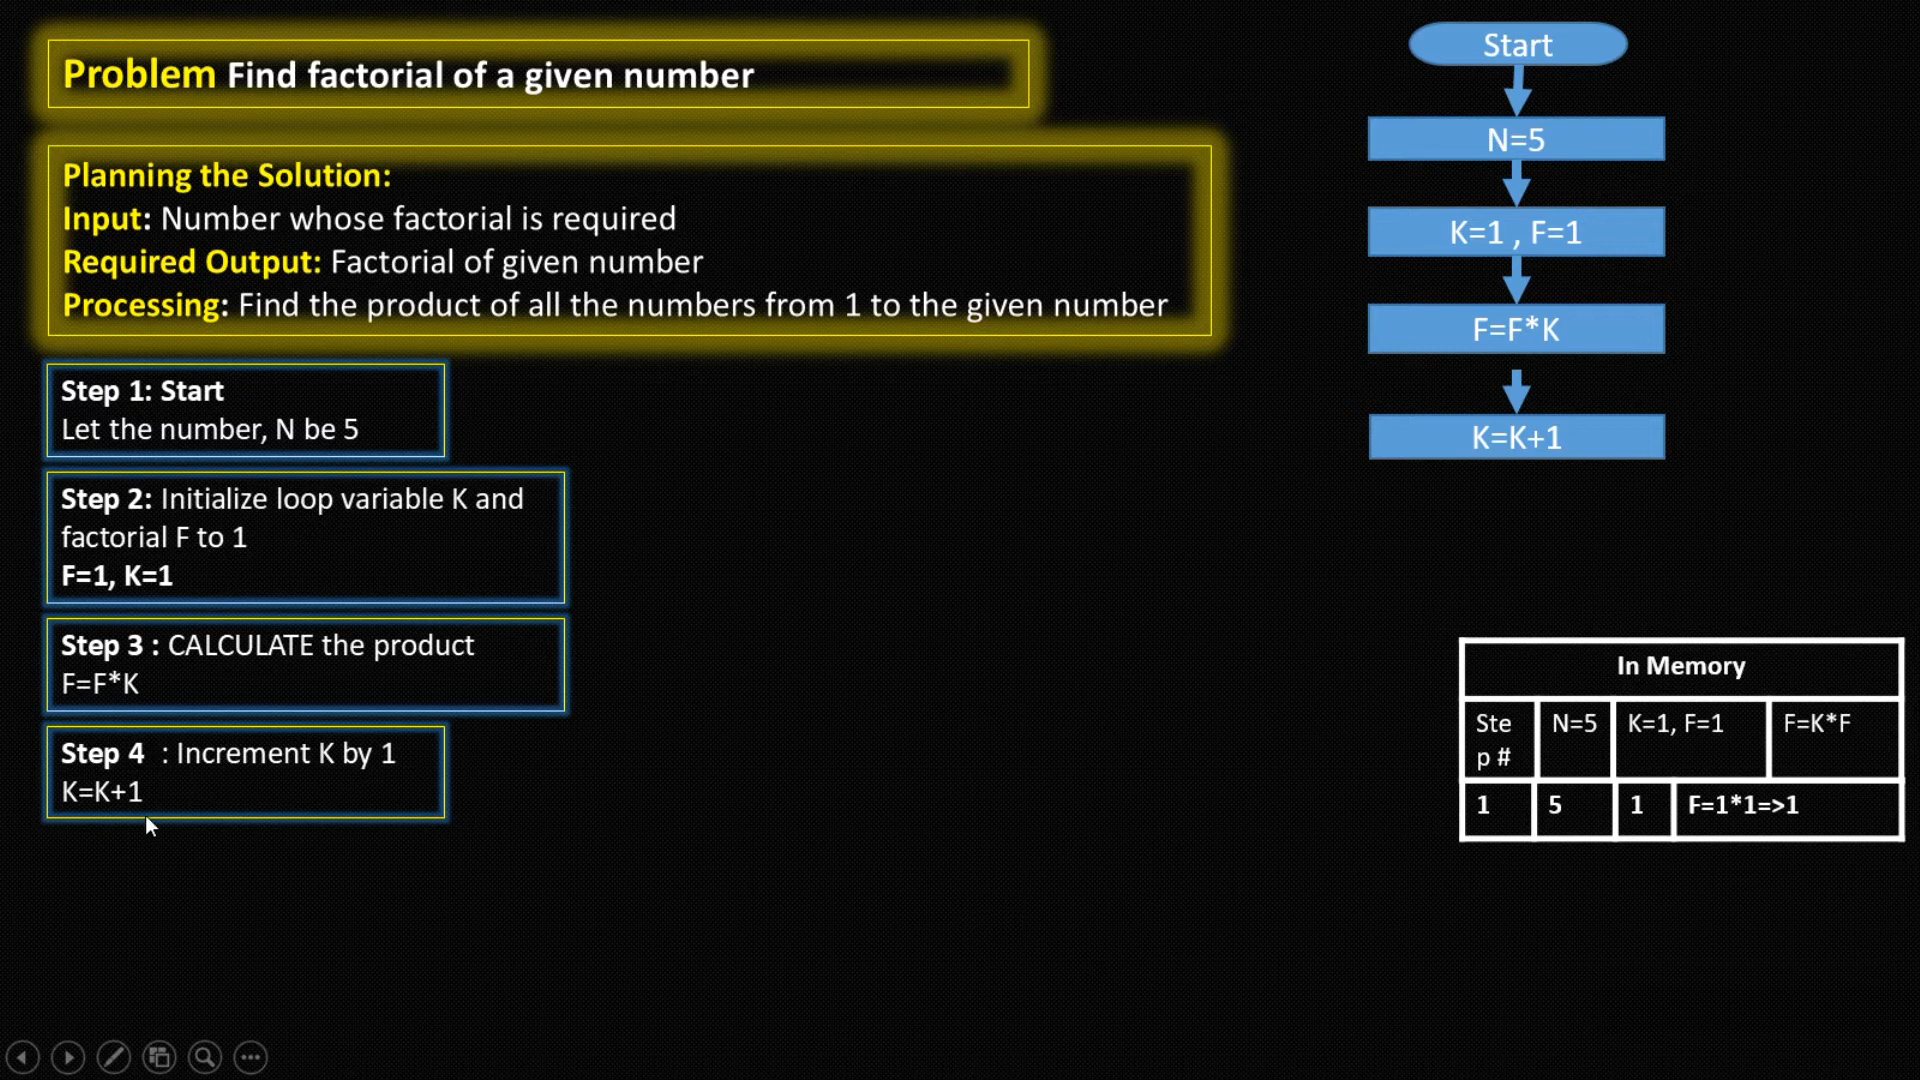 Problem Find factorial of a given number
Planning the Solution:
Input: Number whose factorial is required
Required Output: Factorial of given number
Processing: Find the product of all the numbers from 1 to the given number
Step 1: Start
Let the number, N be 5
Step 2: Initialize loop variable K and
factorial F to 1
F=1, K=1
Step 3 : CALCULATE the product
F=F*K
Step 4 : Increment K by 1
K=K+1
Start
N=5
K=1 , F=1
F=F*K
K=K+1
In Memory
Ste
p #
N=5
K=1, F=1
F=K*F
1
5
1
F=1*1=>1